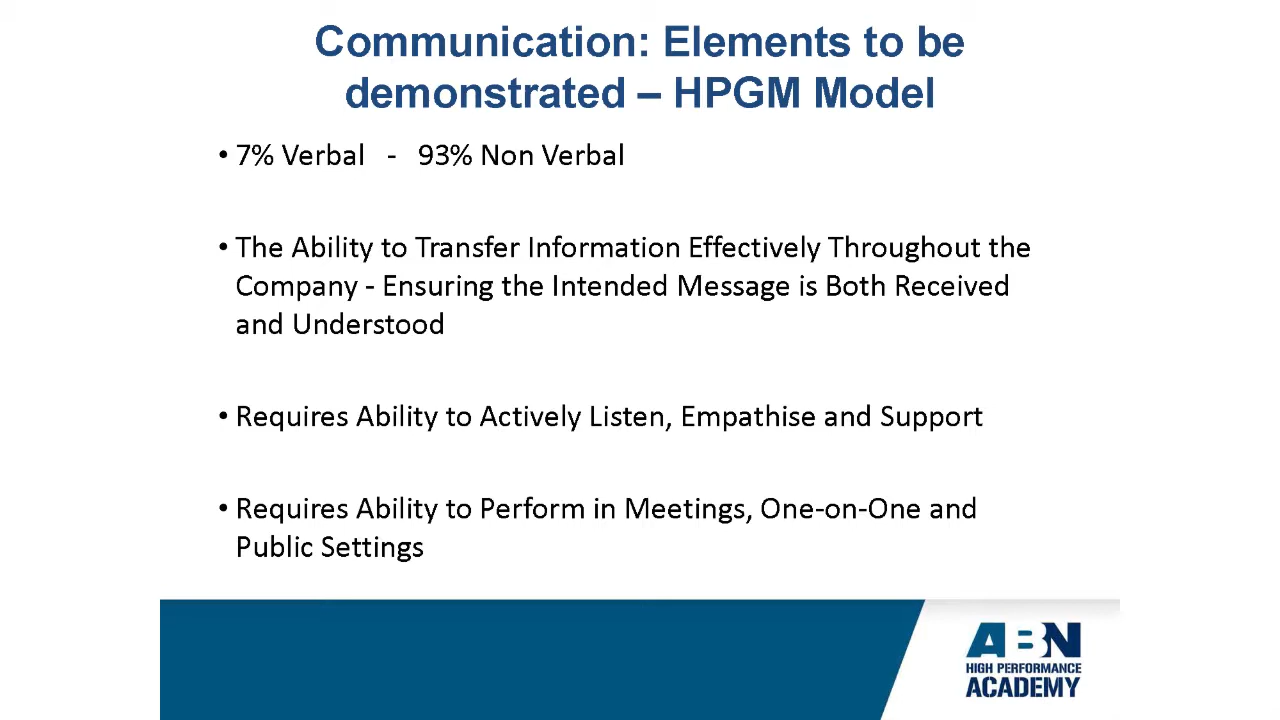 Communication: Elements to be
demonstrated – HPGM Model
• 7% Verbal - 93% Non Verbal
• The Ability to Transfer Information Effectively Throughout the
Company - Ensuring the Intended Message is Both Received
and Understood
• Requires Ability to Actively Listen, Empathise and Support
• Requires Ability to Perform in Meetings, One-on-One and
Public Settings
ABN
HIGH PERFORMANCE
ACADEMY